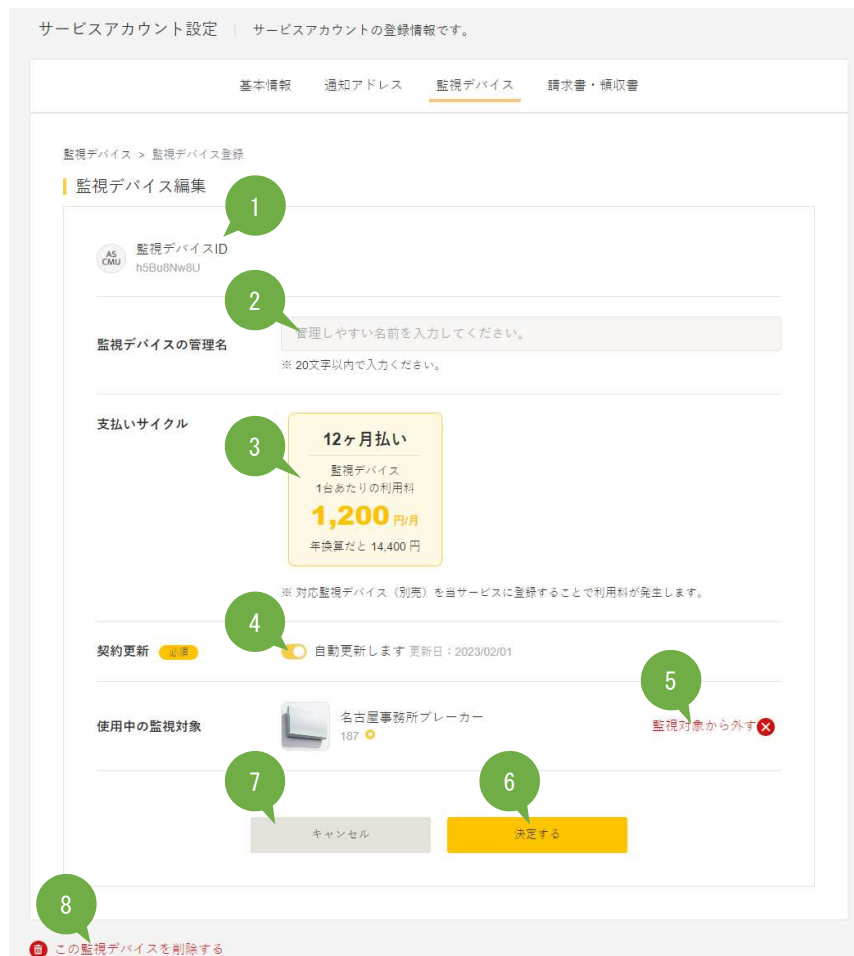 サービスアカウント設定 サービスアカウントの登録情報です。
基本情報 通知アドレス 監視デバイス 請求書・領収書
監視デバイス > 監視デバイス登録
監視デバイス編集
1
AS
CMU
監視デバイスID
h5Bu8Nw8U
2
監視デバイスの管理名
管理しやすい名前を入力してください。
※ 20文字以内で入力ください。
支払いサイクル
3
12ヶ月払い
監視デバイス
1台あたりの利用料
1,200 円/月
年換算だと 14,400 円
※ 対応監視デバイス（別売）を当サービスに登録することで利用料が発生します。
4
契約更新 必須 自動更新します 更新日：2023/02/01
5
使用中の監視対象
名古屋事務所ブレーカー
187
監視対象から外す
7
6
キャンセル 決定する
8
この監視デバイスを削除する